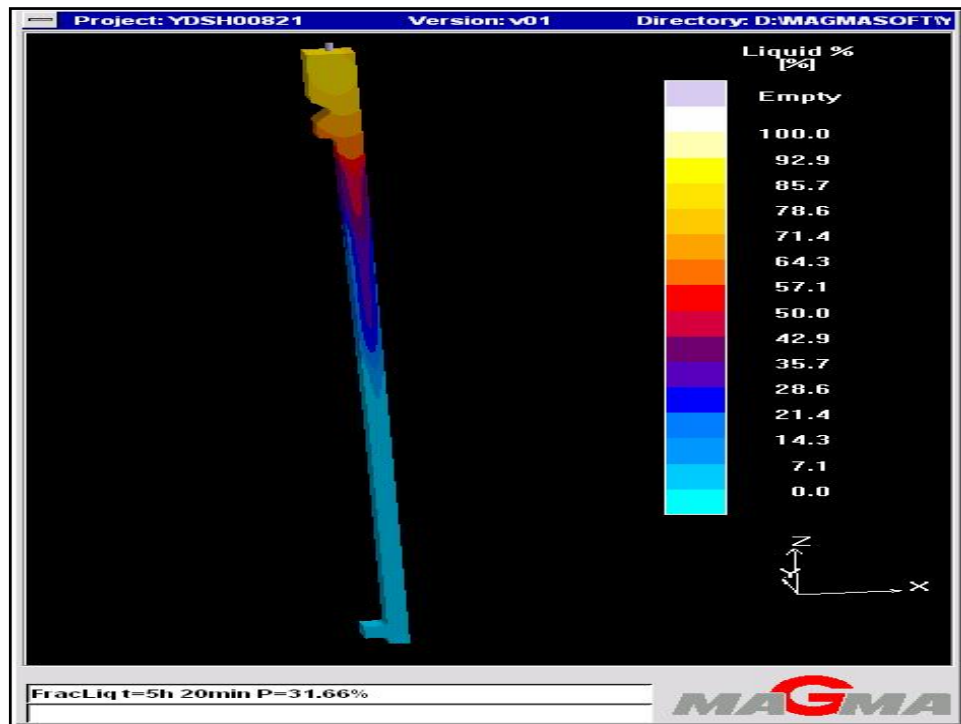 Project: YDSH00821 Version: v01 Directory: D:\MAGMASOFT\Y
Liquid %
[%]
Empty
100.0
92.9
85.7
78.6
71.4
64.3
57.1
50.0
42.9
35.7
28.6
21.4
14.3
7.1
0.0
Z
Y
X
FracLiq t=5h 20min P=31.66%
MAGMA